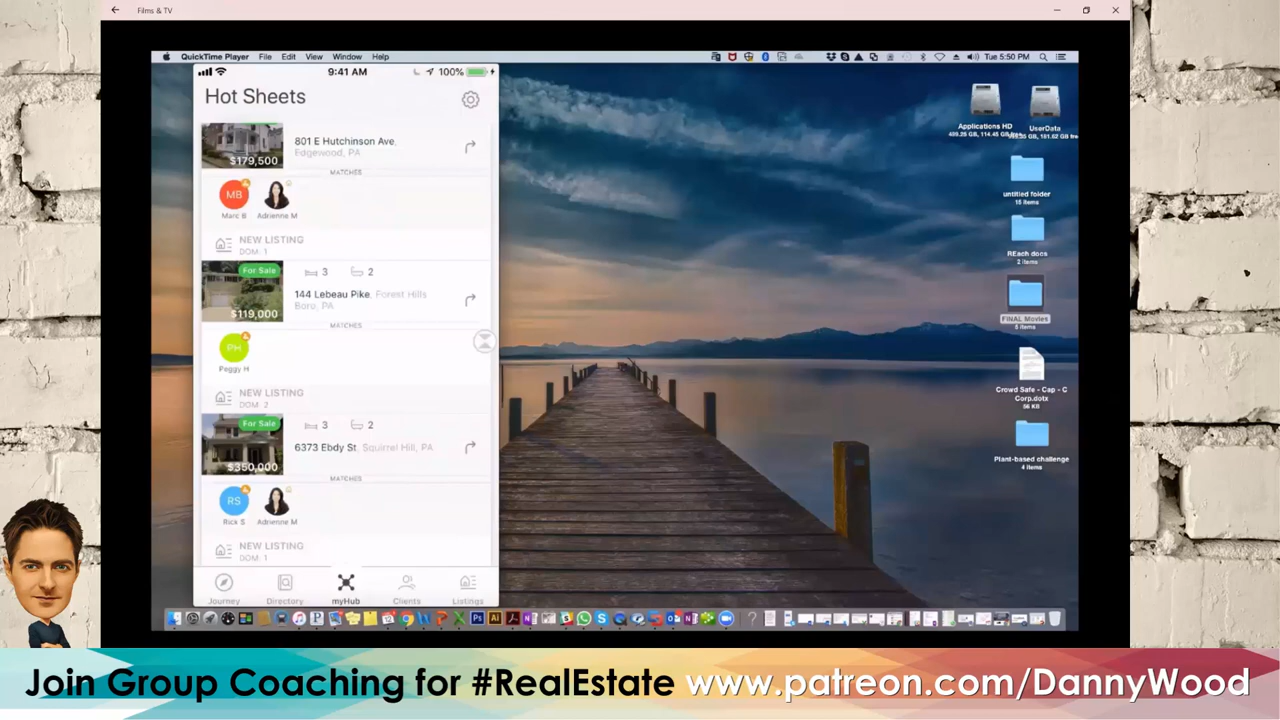 Films & TV
QuickTime Player File Edit View Window Help
Tue 5:50 PM
9:41 AM
100%
Hot Sheets
801 E Hutchinson Ave,
Edgewood, PA
$179,500
MATCHES
MB
Marc B
Adrienne M
NEW LISTING
DOM: 1
For Sale
3
2
144 Lebeau Pike, Forest Hills
Boro, PA
$119,000
MATCHES
PH
Peggy H
NEW LISTING
DOM: 2
For Sale
3
2
6373 Ebdy St, Squirrel Hill, PA
$350,000
MATCHES
RS
Rick S
Adrienne M
NEW LISTING
DOM: 1
Journey
Directory
myHub
Clients
Listings
Applications HD
UserData
untitled folder
15 items
REach docs
2 items
FINAL Movies
Crowd Safe - Cap - C
Corp.dotx
56 KB
Plant-based challenge
4 items
Join Group Coaching for #RealEstate www.patreon.com/DannyWood